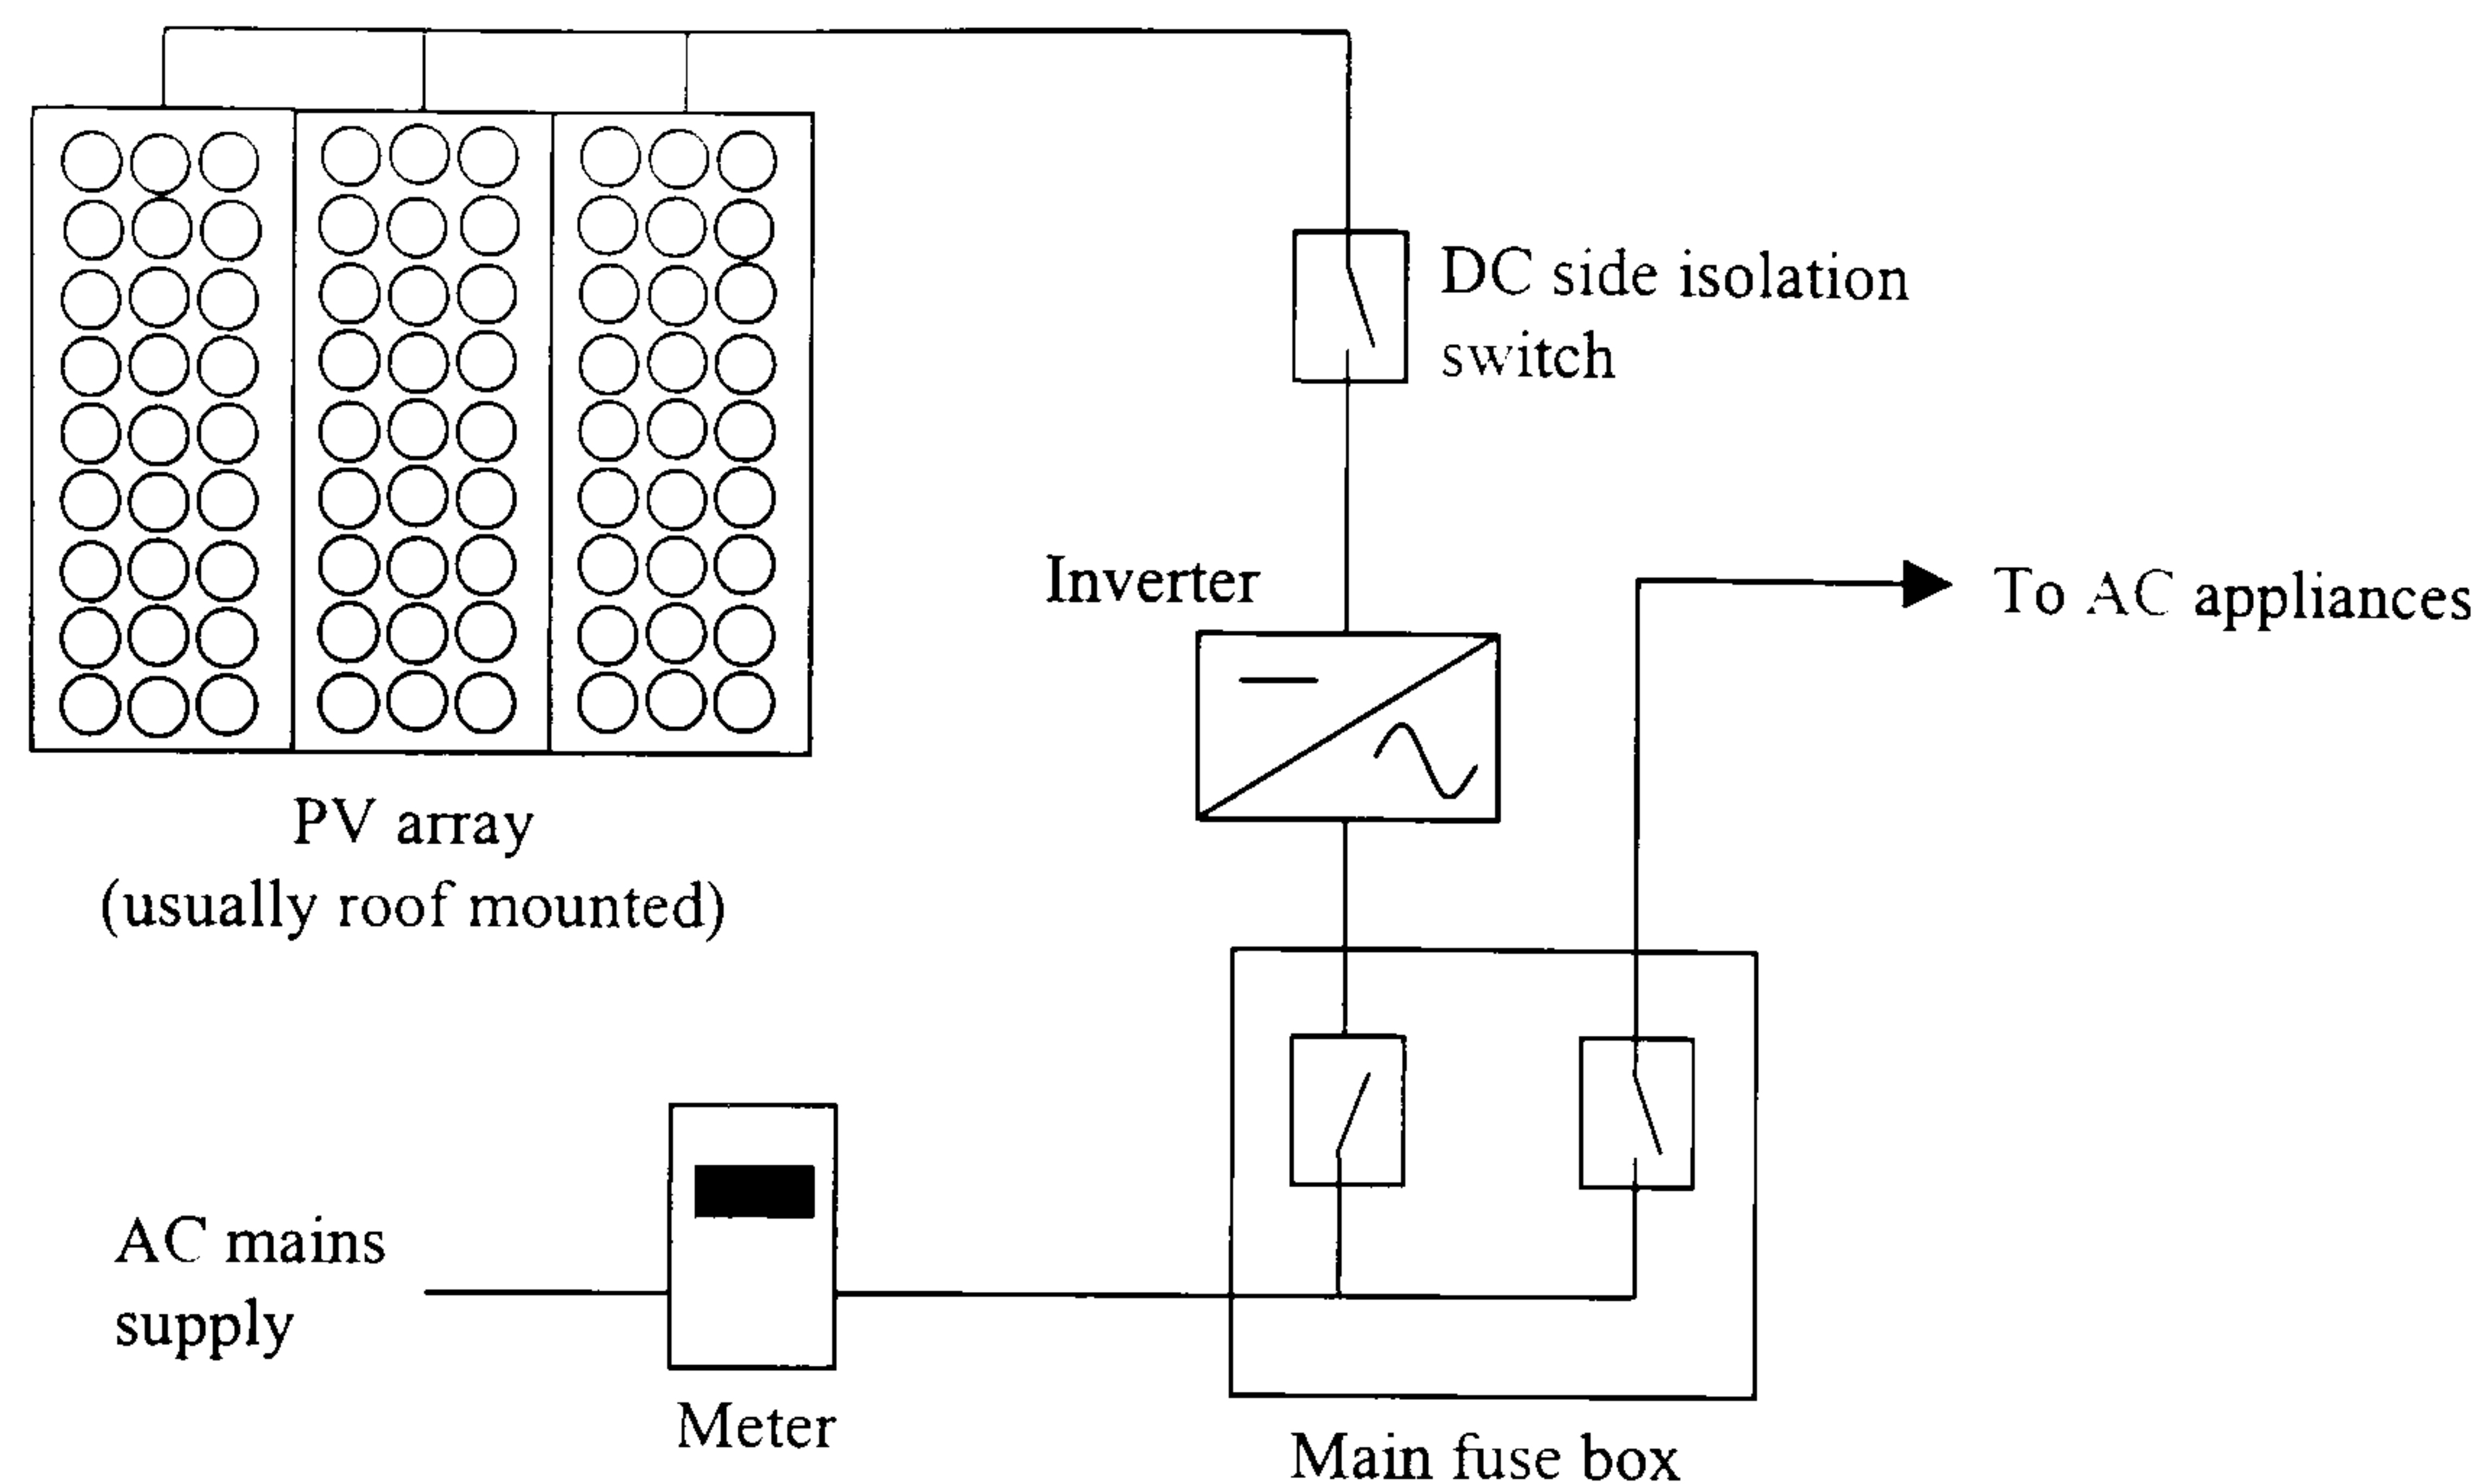 DC side isolation
switch
Inverter
To AC appliances
PV array
(usually roof mounted)
AC mains
supply
Meter
Main fuse box